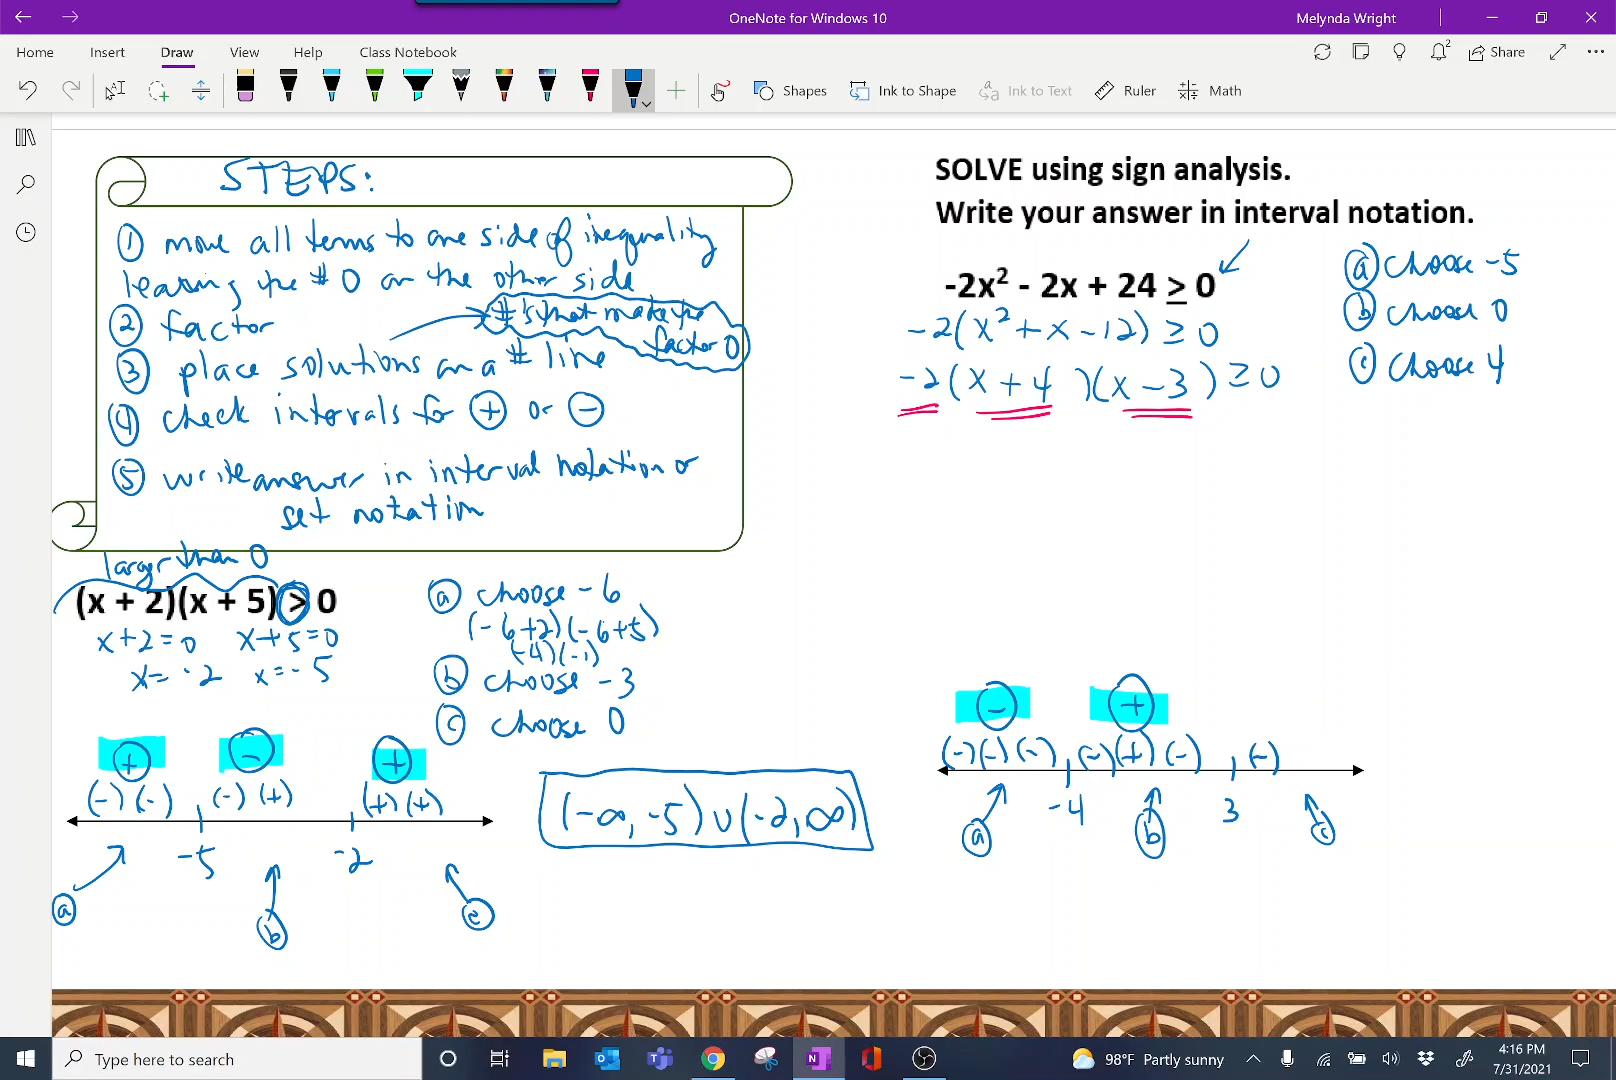 OneNote for Windows 10
Melynda Wright
Home Insert Draw View Help Class Notebook
2
Share
Shapes
Ink to Shape
Ink to Text
Ruler
Math
STEPS:
① move all terms to one side of inequality
leaving the # 0 on the other side
② factor
#'s that make the
factor 0
③ place solutions on a # line
④ check intervals for + or -
⑤ write answer in interval notation or
set notation
larger than 0
(x + 2)(x + 5) > 0
x+2=0 x+5=0
x=-2 x=-5
ⓐ choose -6
(-6+2)(-6+5)
(-4)(-1)
ⓑ choose -3
ⓒ choose 0
+ - +
(-)(-) (-)(+) (+)(+)
-5 -2
ⓐ ⓑ ⓒ
(-∞, -5) ∪ (-2, ∞)
SOLVE using sign analysis.
Write your answer in interval notation.
-2x² - 2x + 24 ≥ 0
-2(x²+x-12) ≥ 0
-2(x+4)(x-3) ≥ 0
ⓐ choose -5
ⓑ choose 0
ⓒ choose 4
- +
(-)(-)(-) (-)(+)(-) (-)
-4 3
ⓐ ⓑ ⓒ
Type here to search
98°F Partly sunny
4:16 PM
7/31/2021